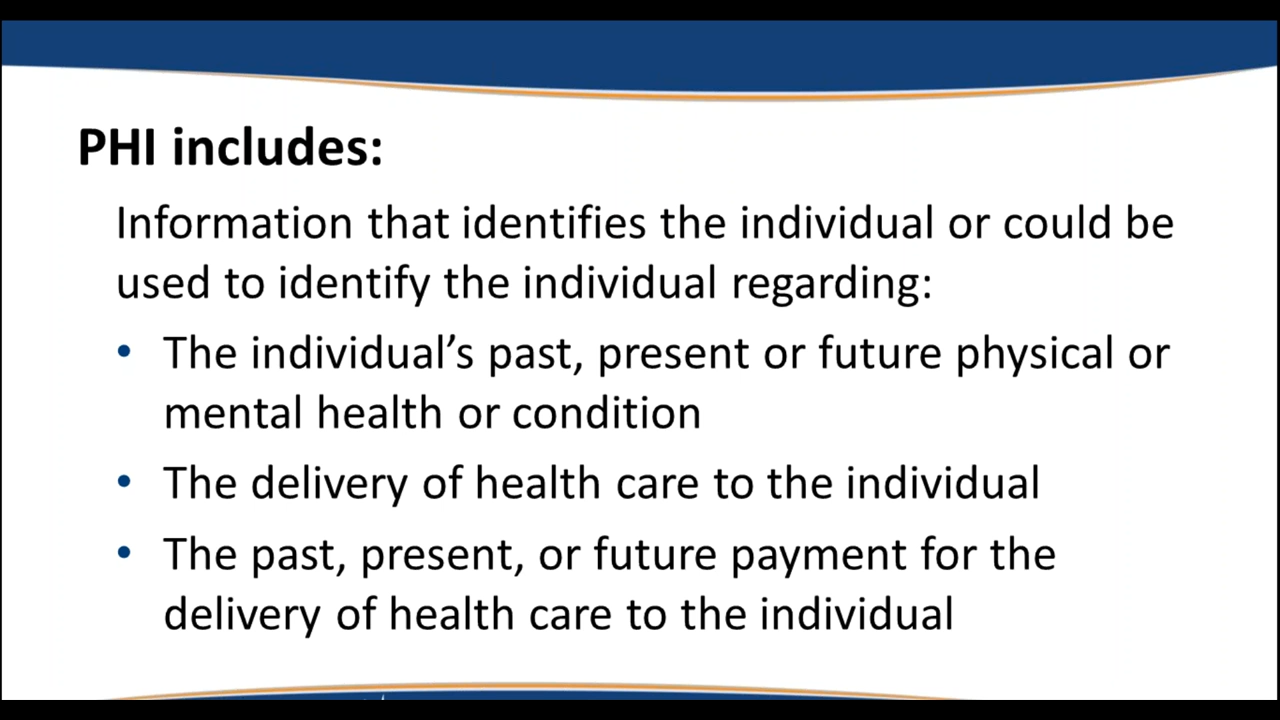 PHI includes:
Information that identifies the individual or could be
used to identify the individual regarding:
• The individual’s past, present or future physical or
mental health or condition
• The delivery of health care to the individual
• The past, present, or future payment for the
delivery of health care to the individual